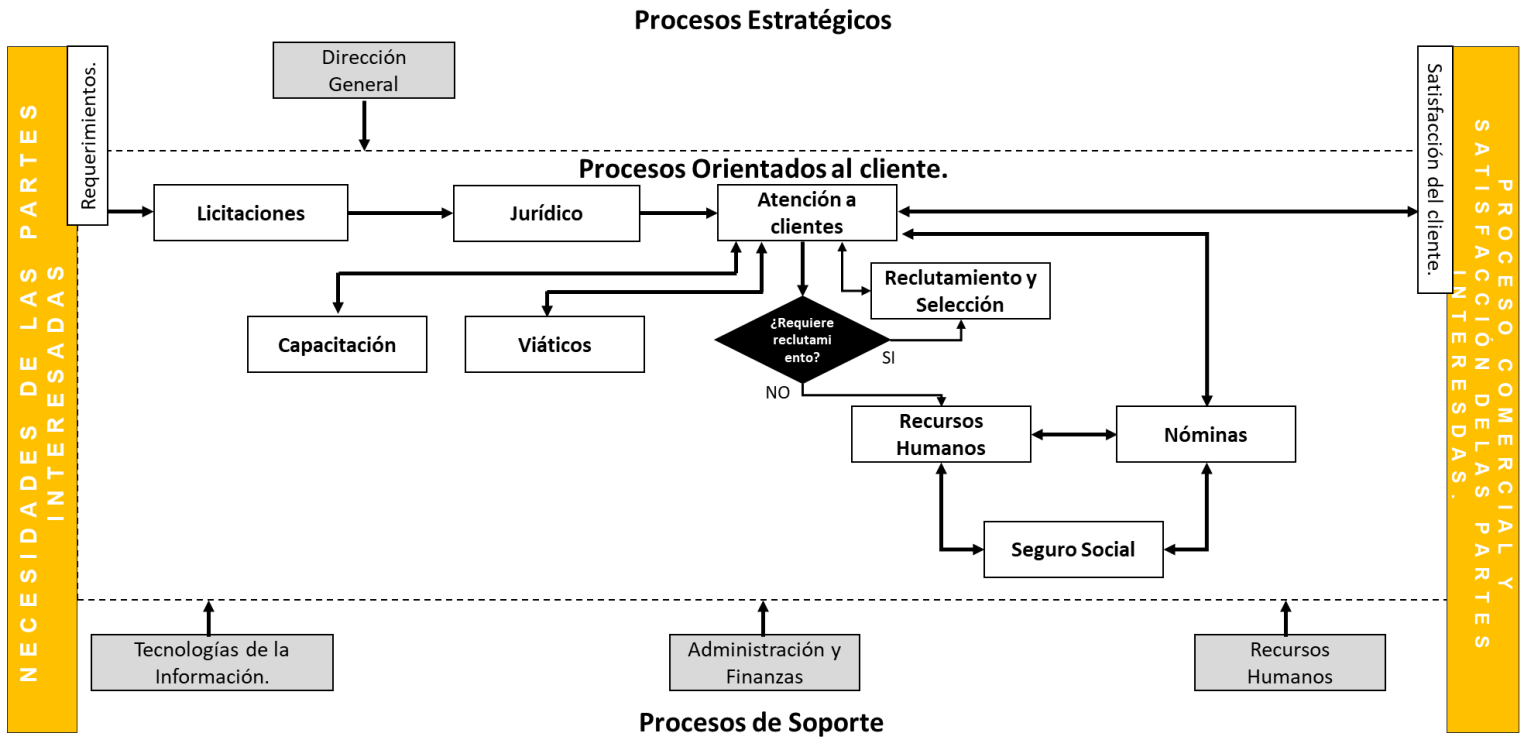 Procesos Estratégicos
NECESIDADES DE LAS PARTES
INTERESADAS
Requerimientos.
Dirección
General
Satisfacción del cliente.
PROCESO COMERCIAL Y
SATISFACCIÓN DELAS PARTES
INTERESDAS.
Procesos Orientados al cliente.
Licitaciones
Jurídico
Atención a
clientes
Reclutamiento y
Selección
Capacitación
Viáticos
¿Requiere
reclutami
ento?
SI
NO
Recursos
Humanos
Nóminas
Seguro Social
Tecnologías de la
Información.
Administración y
Finanzas
Recursos
Humanos
Procesos de Soporte